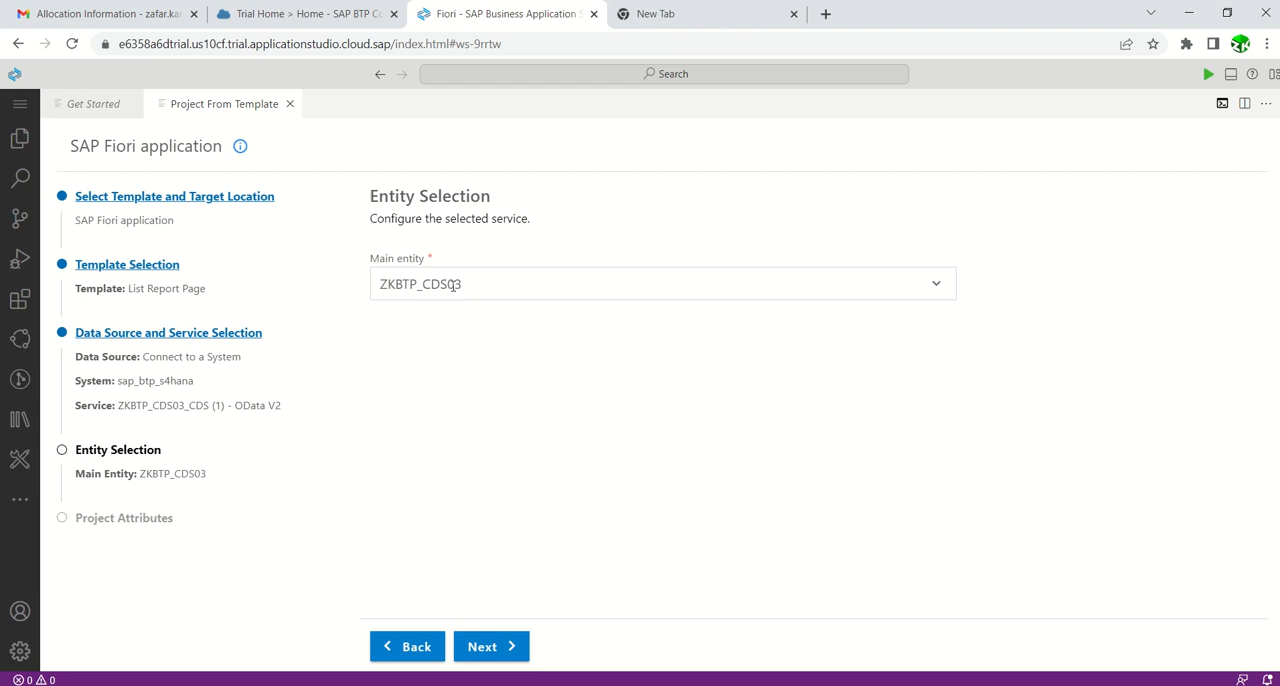 Allocation Information - zafar.kar
Trial Home > Home - SAP BTP Co
Fiori - SAP Business Application S
New Tab
e6358a6dtrial.us10cf.trial.applicationstudio.cloud.sap/index.html#ws-9rrtw
Search
Get Started
Project From Template
SAP Fiori application
Select Template and Target Location
SAP Fiori application
Template Selection
Template: List Report Page
Data Source and Service Selection
Data Source: Connect to a System
System: sap_btp_s4hana
Service: ZKBTP_CDS03_CDS (1) - OData V2
Entity Selection
Main Entity: ZKBTP_CDS03
Project Attributes
Entity Selection
Configure the selected service.
Main entity *
ZKBTP_CDS03
Back
Next
0 0